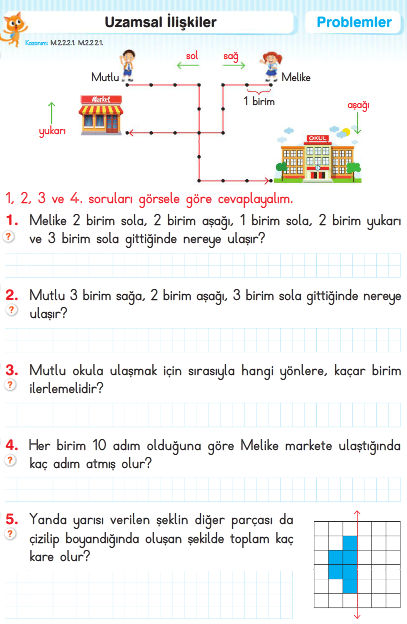 Uzamsal İlişkiler
Problemler
Kazanım: M.2.2.2.1. M.2.2.2.1.
sol
sağ
Mutlu
Melike
Market
1 birim
aşağı
yukarı
OKUL
1, 2, 3 ve 4. soruları görsele göre cevaplayalım.
1. Melike 2 birim sola, 2 birim aşağı, 1 birim sola, 2 birim yukarı
? ve 3 birim sola gittiğinde nereye ulaşır?
2. Mutlu 3 birim sağa, 2 birim aşağı, 3 birim sola gittiğinde nereye
? ulaşır?
3. Mutlu okula ulaşmak için sırasıyla hangi yönlere, kaçar birim
? ilerlemelidir?
4. Her birim 10 adım olduğuna göre Melike markete ulaştığında
? kaç adım atmış olur?
5. Yanda yarısı verilen şeklin diğer parçası da
? çizilip boyandığında oluşan şekilde toplam kaç
kare olur?